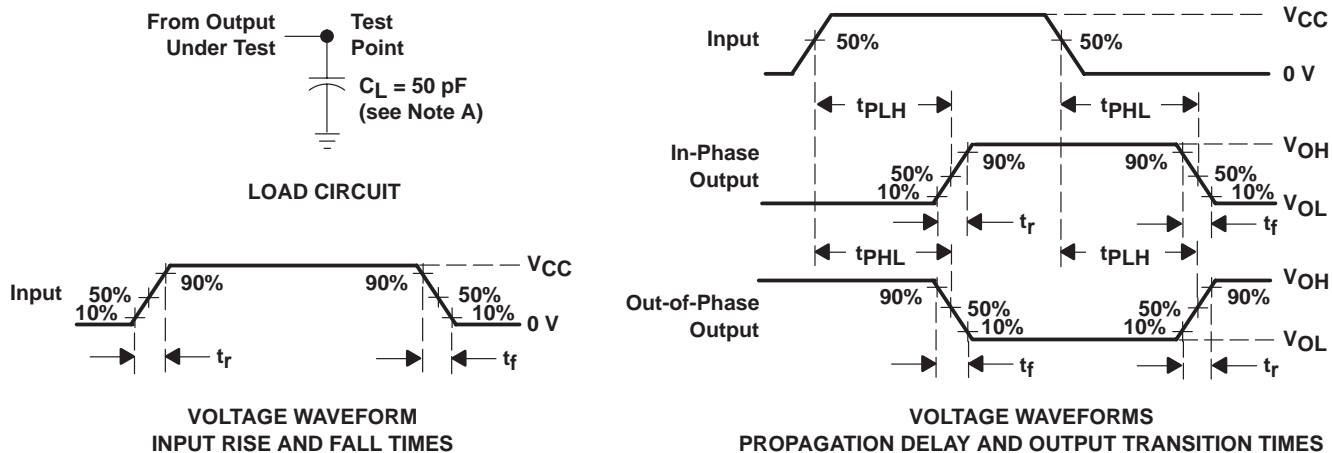 From Output
Under Test
Test
Point
CL = 50 pF
(see Note A)
LOAD CIRCUIT
Input
50%
10%
90%
90%
50%
10%
VCC
0 V
tr
tf
VOLTAGE WAVEFORM
INPUT RISE AND FALL TIMES
Input
50%
50%
VCC
0 V
tPLH
tPHL
In-Phase
Output
50%
10%
90%
90%
50%
10%
VOH
VOL
tr
tf
tPHL
tPLH
Out-of-Phase
Output
90%
50%
10%
50%
10%
90%
VOH
VOL
tf
tr
VOLTAGE WAVEFORMS
PROPAGATION DELAY AND OUTPUT TRANSITION TIMES